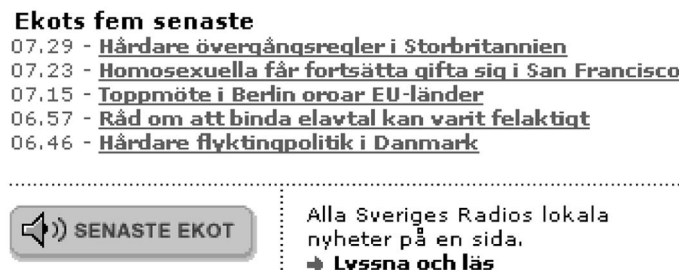 Ekots fem senaste
07.29 - Hårdare övergångsregler i Storbritannien
07.23 - Homosexuella får fortsätta gifta sig i San Francisco
07.15 - Toppmöte i Berlin oroar EU-länder
06.57 - Råd om att binda elavtal kan varit felaktigt
06.46 - Hårdare flyktingpolitik i Danmark
SENASTE EKOT
Alla Sveriges Radios lokala
nyheter på en sida.
Lyssna och läs